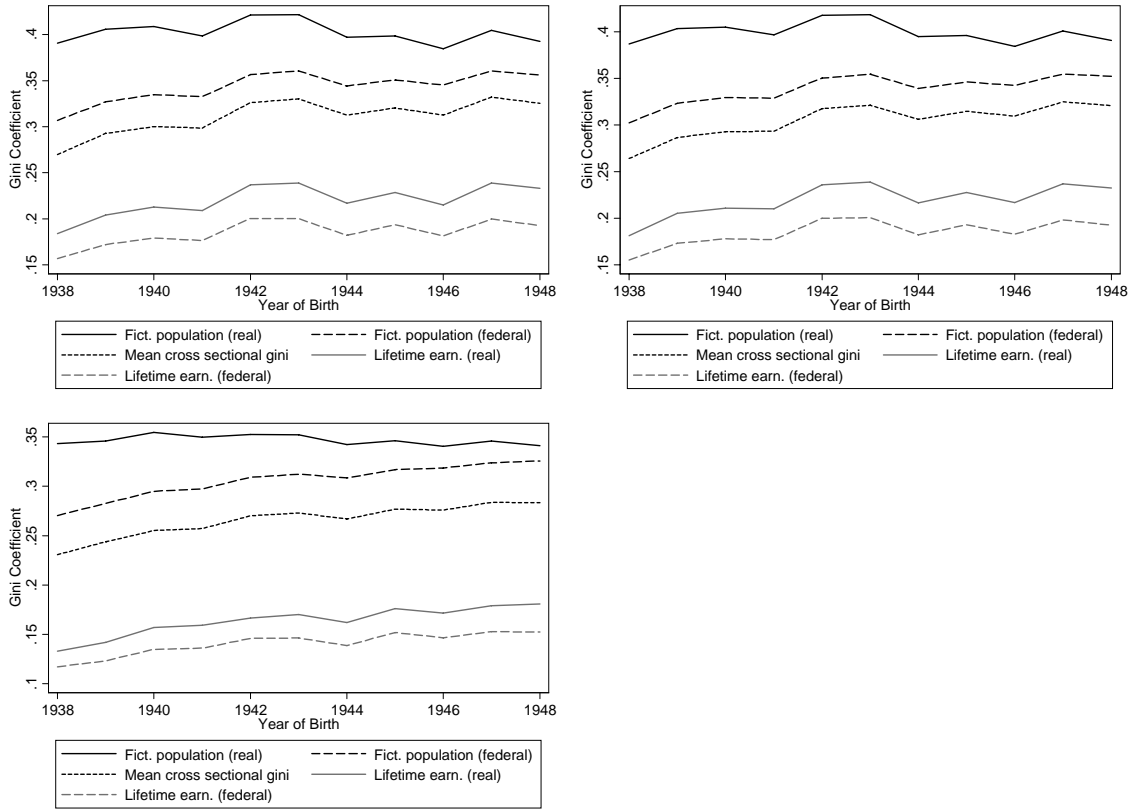 Gini Coefficient
.15 .2 .25 .3 .35 .4
1938 1940 1942 1944 1946 1948
Year of Birth
Fict. population (real) Fict. population (federal)
Mean cross sectional gini Lifetime earn. (real)
Lifetime earn. (federal)
Gini Coefficient
.15 .2 .25 .3 .35 .4
1938 1940 1942 1944 1946 1948
Year of Birth
Fict. population (real) Fict. population (federal)
Mean cross sectional gini Lifetime earn. (real)
Lifetime earn. (federal)
Gini Coefficient
.1 .15 .2 .25 .3 .35
1938 1940 1942 1944 1946 1948
Year of Birth
Fict. population (real) Fict. population (federal)
Mean cross sectional gini Lifetime earn. (real)
Lifetime earn. (federal)